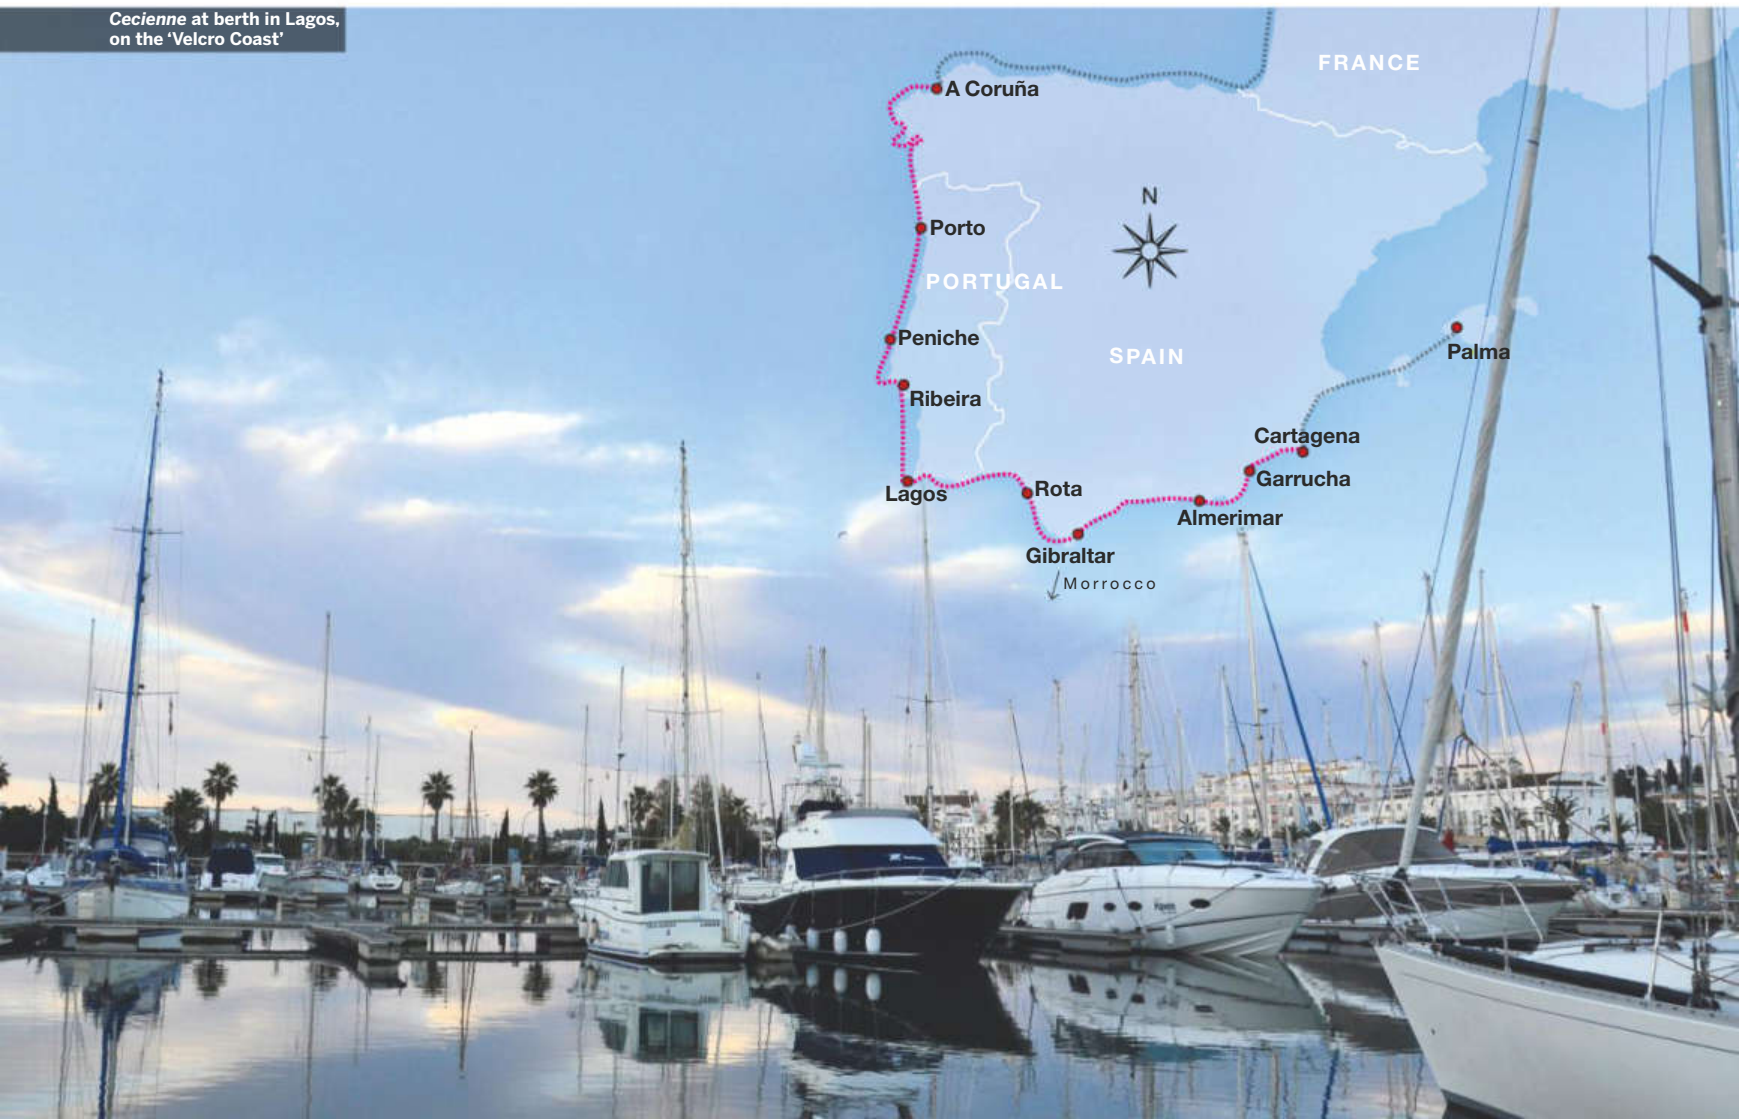 Cecienne at berth in Lagos,
on the ‘Velcro Coast’
FRANCE
A Coruña
N
Porto
PORTUGAL
Peniche
SPAIN
Palma
Ribeira
Cartagena
Garrucha
Lagos
Rota
Almerimar
Gibraltar
Morrocco